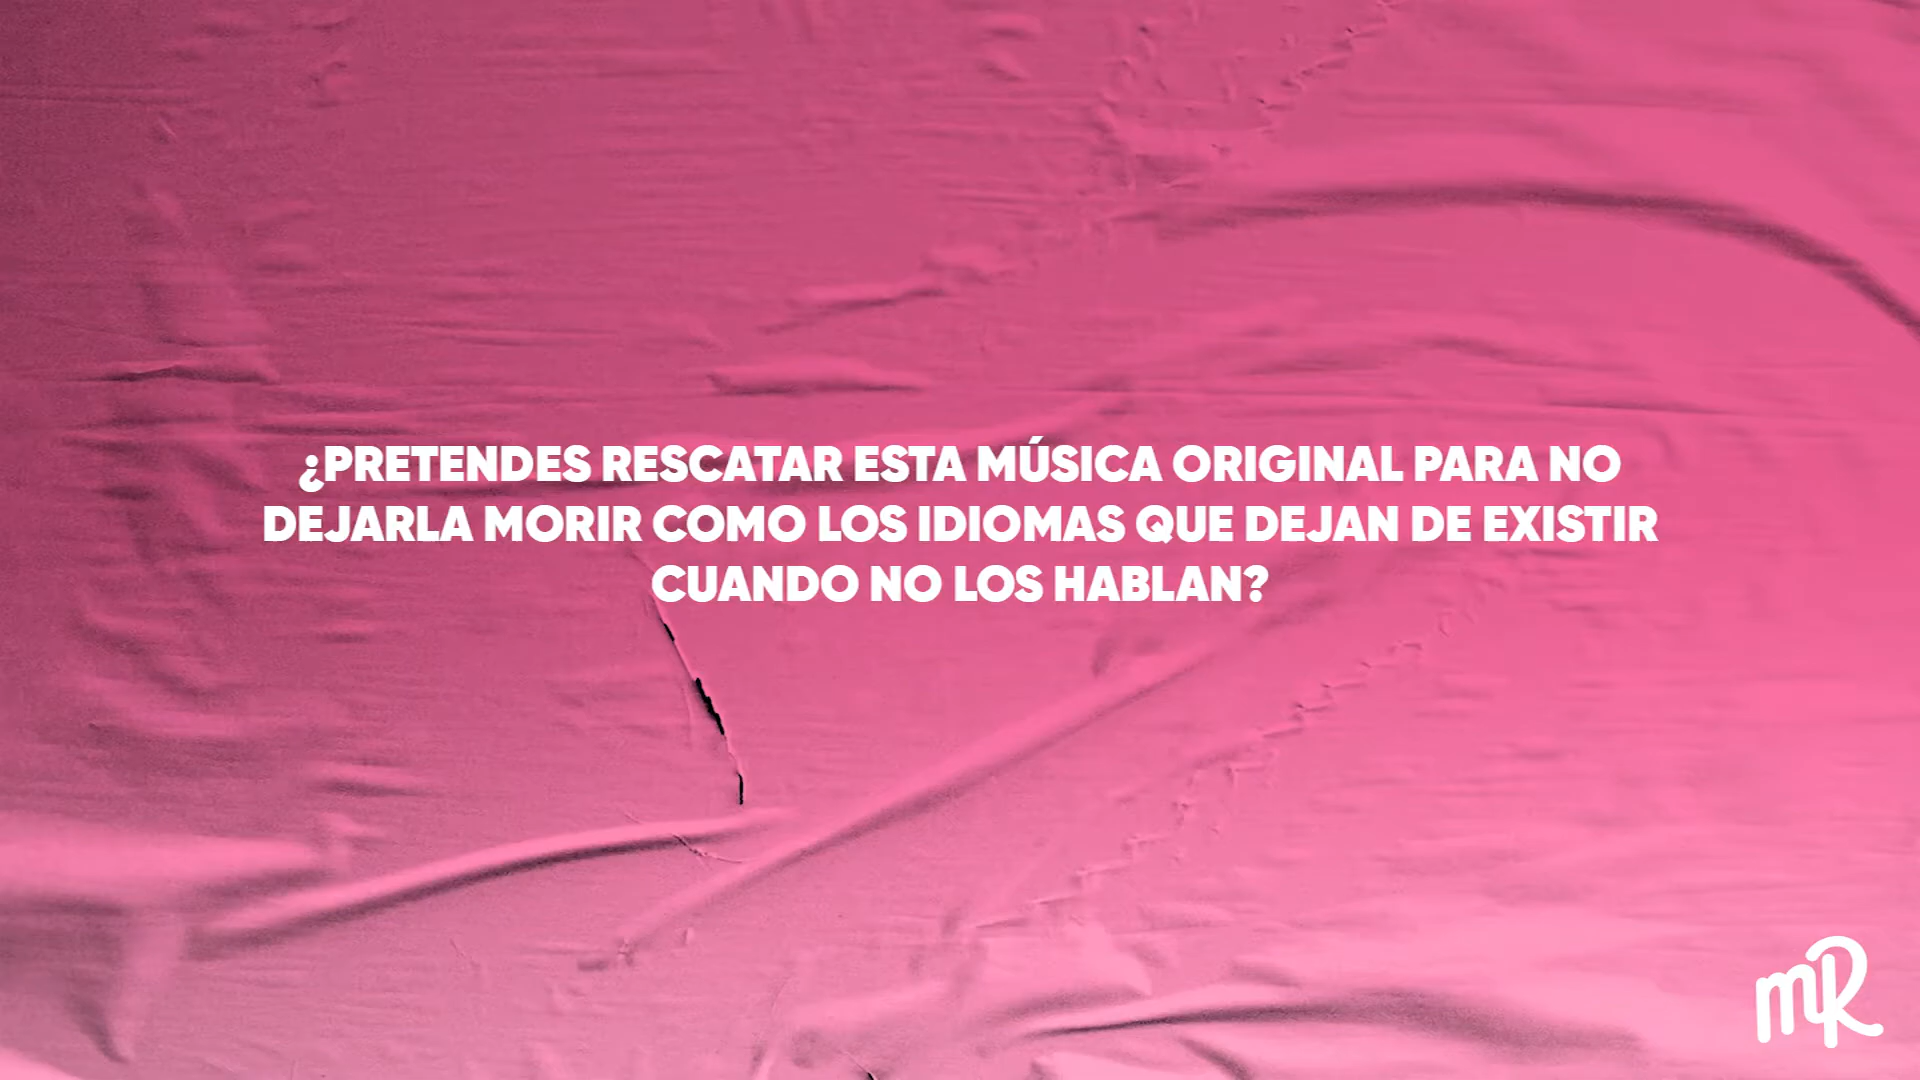 ¿PRETENDES RESCATAR ESTA MÚSICA ORIGINAL PARA NO
DEJARLA MORIR COMO LOS IDIOMAS QUE DEJAN DE EXISTIR
CUANDO NO LOS HABLAN?
mR